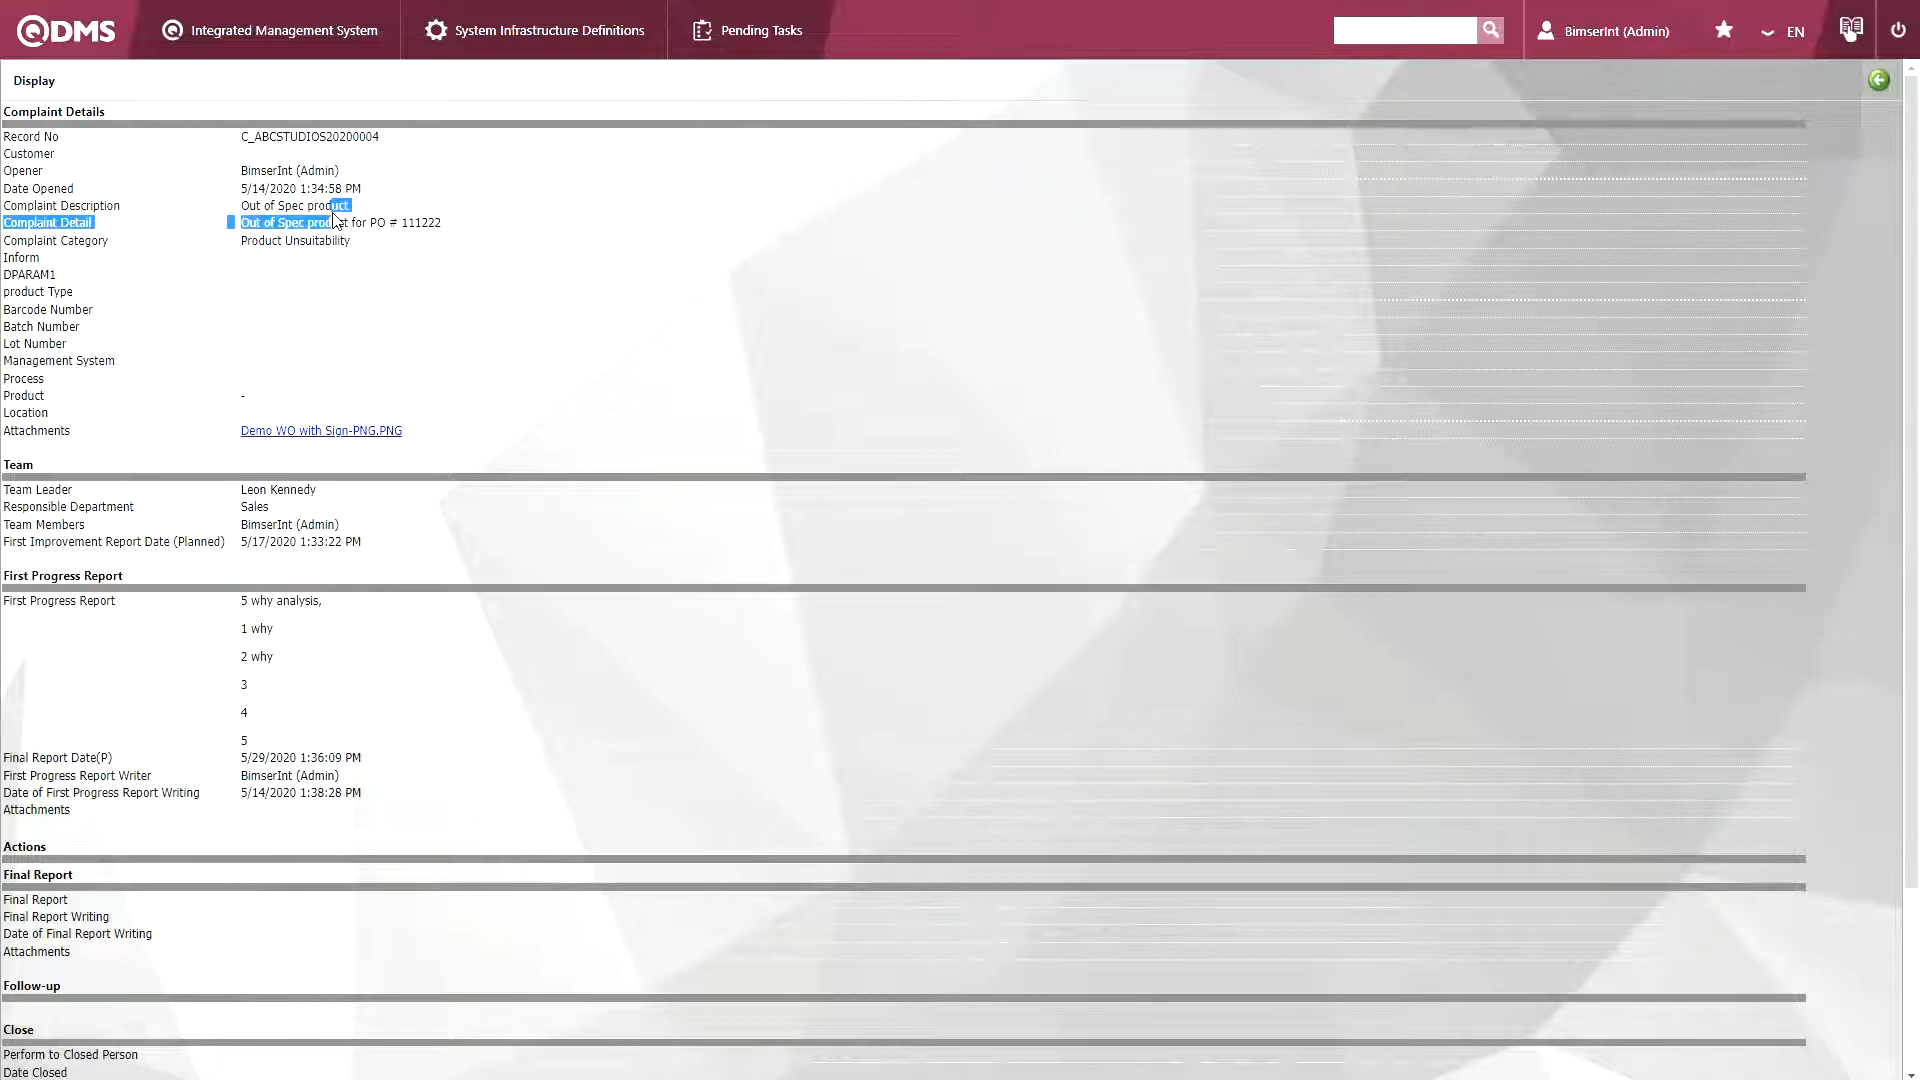 QDMS Integrated Management System System Infrastructure Definitions Pending Tasks BimserInt (Admin) EN
Display
Complaint Details
Record No C_ABCSTUDIOS20200004
Customer
Opener BimserInt (Admin)
Date Opened 5/14/2020 1:34:58 PM
Complaint Description Out of Spec product
Complaint Detail Out of Spec product for PO # 111222
Complaint Category Product Unsuitability
Inform
DPARAM1
product Type
Barcode Number
Batch Number
Lot Number
Management System
Process
Product -
Location
Attachments Demo WO with Sign-PNG.PNG
Team
Team Leader Leon Kennedy
Responsible Department Sales
Team Members BimserInt (Admin)
First Improvement Report Date (Planned) 5/17/2020 1:33:22 PM
First Progress Report
First Progress Report 5 why analysis,
1 why
2 why
3
4
5
Final Report Date(P) 5/29/2020 1:36:09 PM
First Progress Report Writer BimserInt (Admin)
Date of First Progress Report Writing 5/14/2020 1:38:28 PM
Attachments
Actions
Final Report
Final Report
Final Report Writing
Date of Final Report Writing
Attachments
Follow-up
Close
Perform to Closed Person
Date Closed